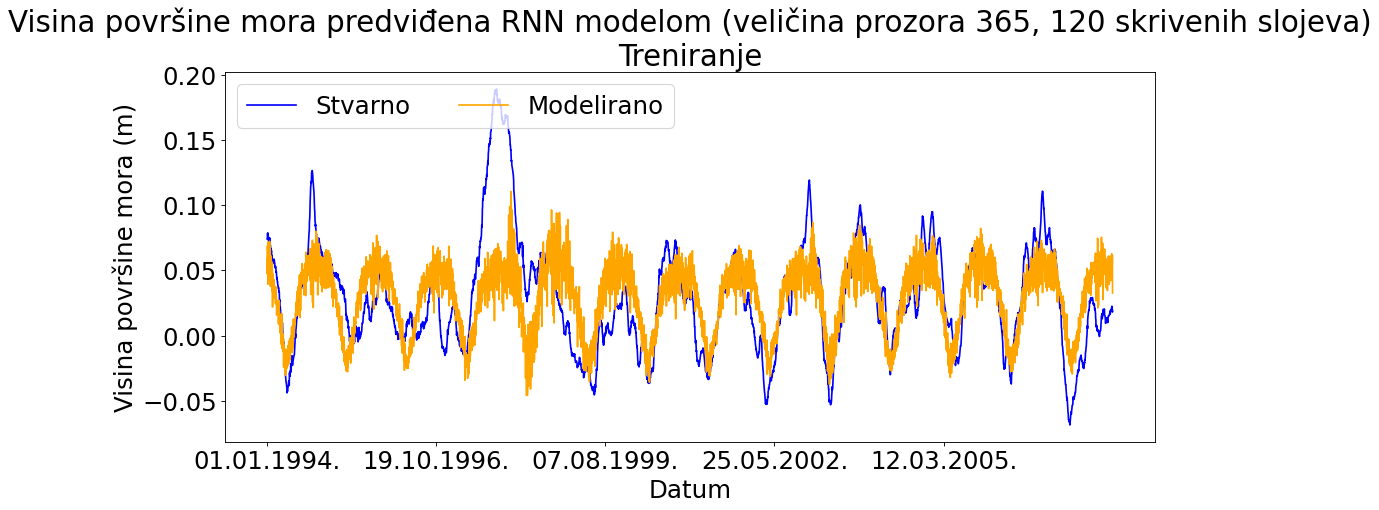 Visina površine mora predviđena RNN modelom (veličina prozora 365, 120 skrivenih slojeva)
Treniranje
Stvarno Modelirano
Visina površine mora (m)
0.20
0.15
0.10
0.05
0.00
−0.05
01.01.1994. 19.10.1996. 07.08.1999. 25.05.2002. 12.03.2005.
Datum